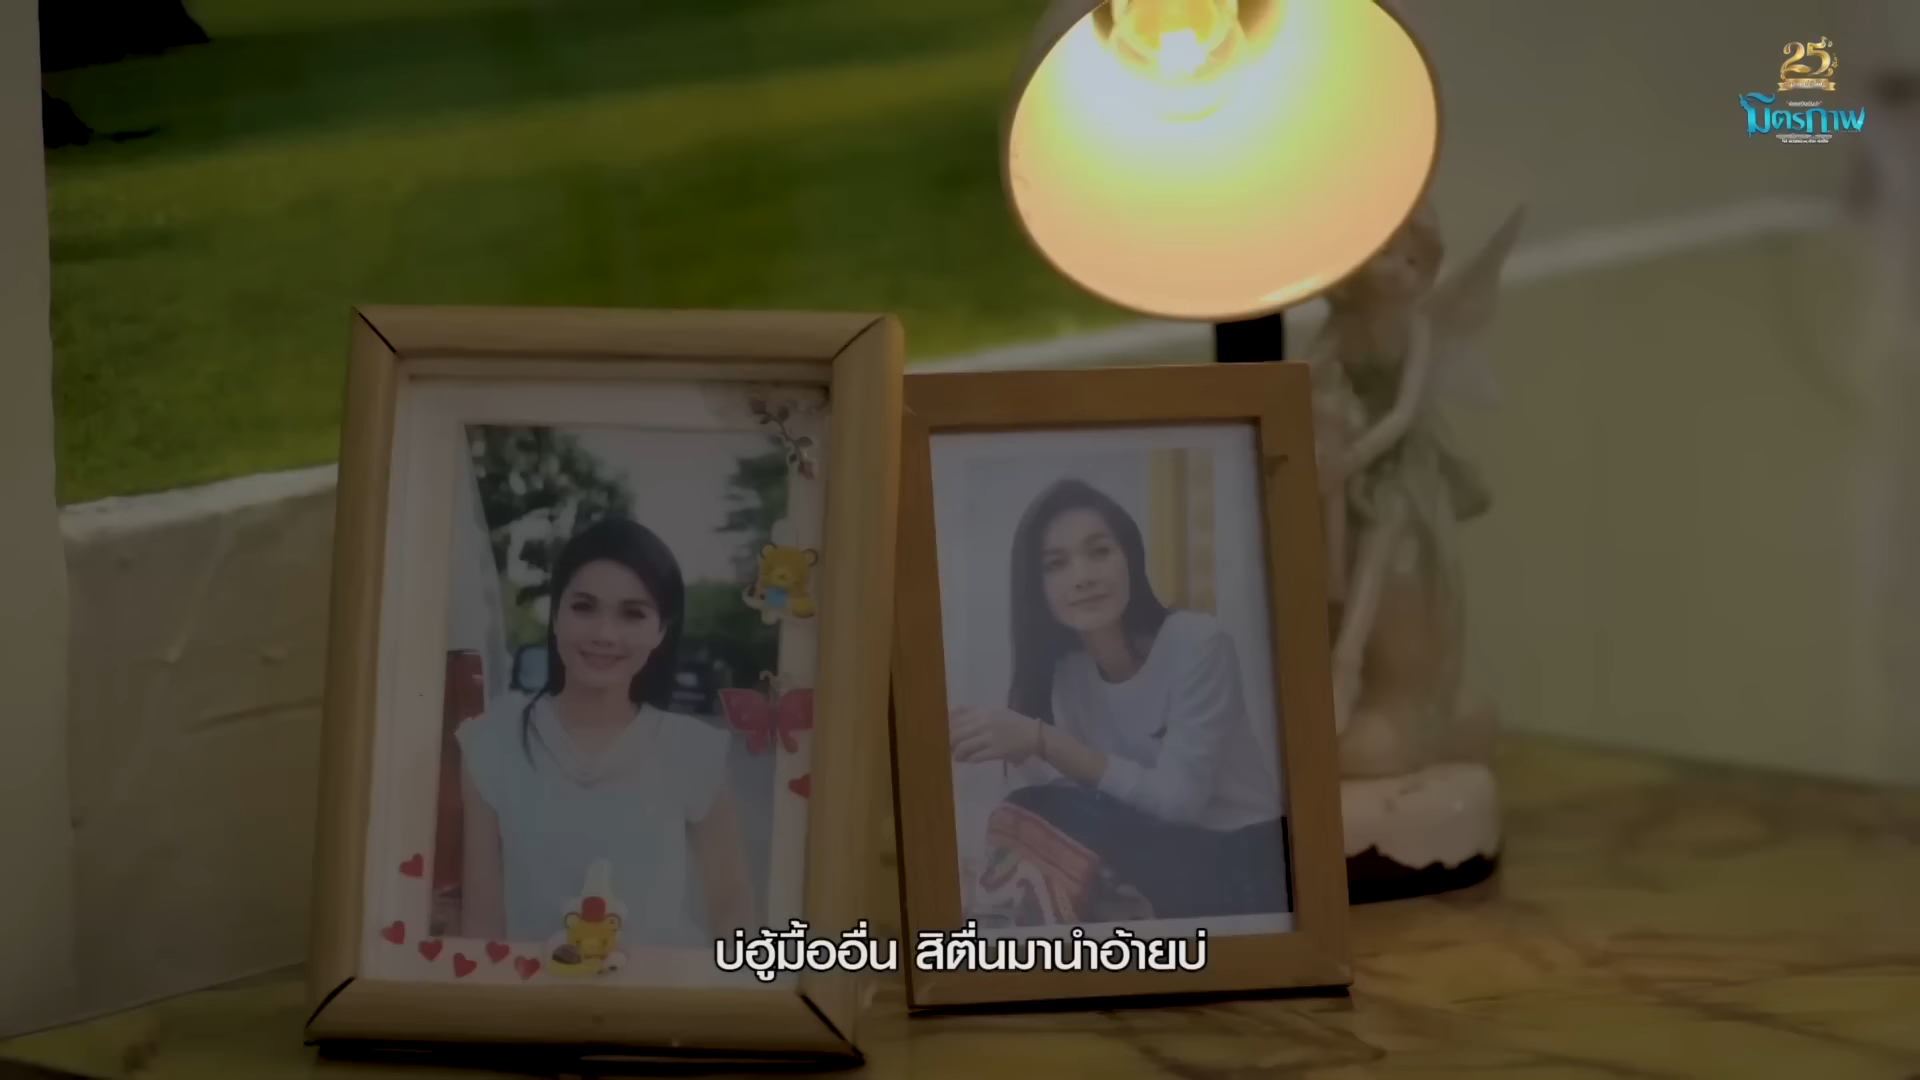 25
มิตรภาพ
บ่ฮู้มื้ออื่น สิตื่นมานำอ้ายบ่